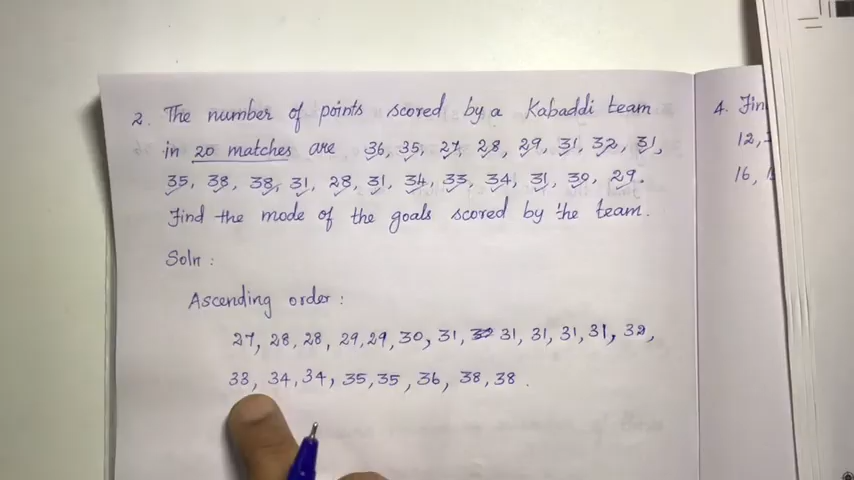 2. The number of points scored by a Kabaddi team
in 20 matches are 36, 35, 27, 28, 29, 31, 32, 31,
35, 38, 38, 31, 28, 31, 34, 33, 34, 31, 30, 29.
Find the mode of the goals scored by the team.
Soln :
Ascending order :
27, 28, 28, 29, 29, 30, 31, 31, 31, 31, 31, 32,
33, 34, 34, 35, 35, 36, 38, 38 .
4. Fin
12,
16,